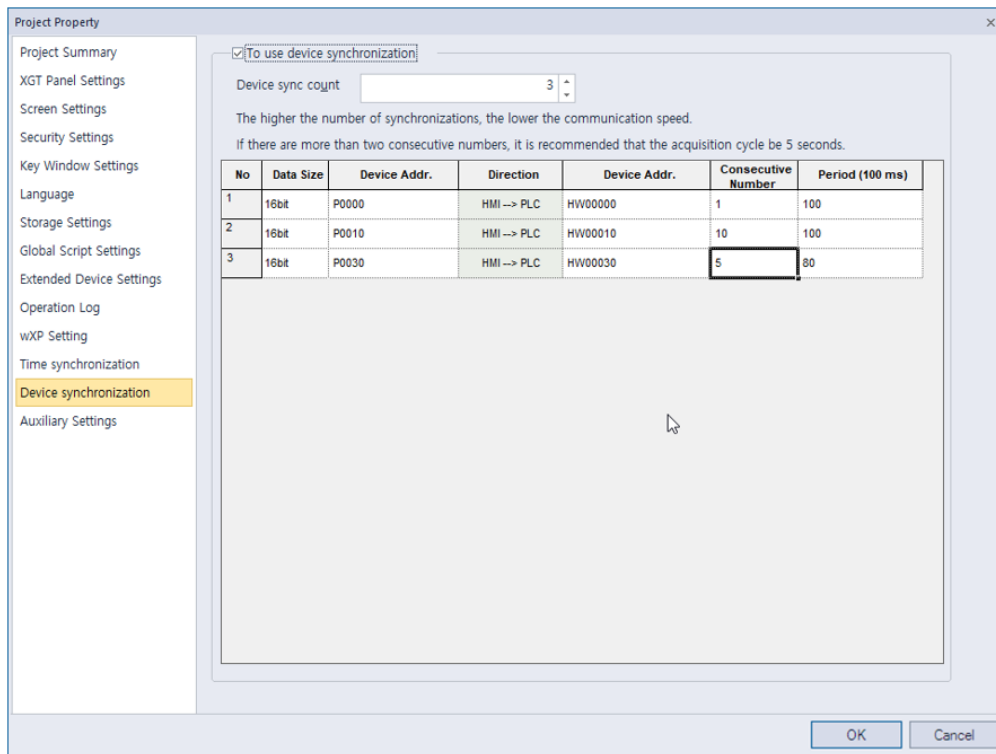 Project Property
Project Summary
XGT Panel Settings
Screen Settings
Security Settings
Key Window Settings
Language
Storage Settings
Global Script Settings
Extended Device Settings
Operation Log
wXP Setting
Time synchronization
Device synchronization
Auxiliary Settings
To use device synchronization
Device sync count 3
The higher the number of synchronizations, the lower the communication speed.
If there are more than two consecutive numbers, it is recommended that the acquisition cycle be 5 seconds.
No Data Size Device Addr. Direction Device Addr. Consecutive Number Period (100 ms)
1 16bit P0000 HMI --> PLC HW00000 1 100
2 16bit P0010 HMI --> PLC HW00010 10 100
3 16bit P0030 HMI --> PLC HW00030 5 80
OK Cancel